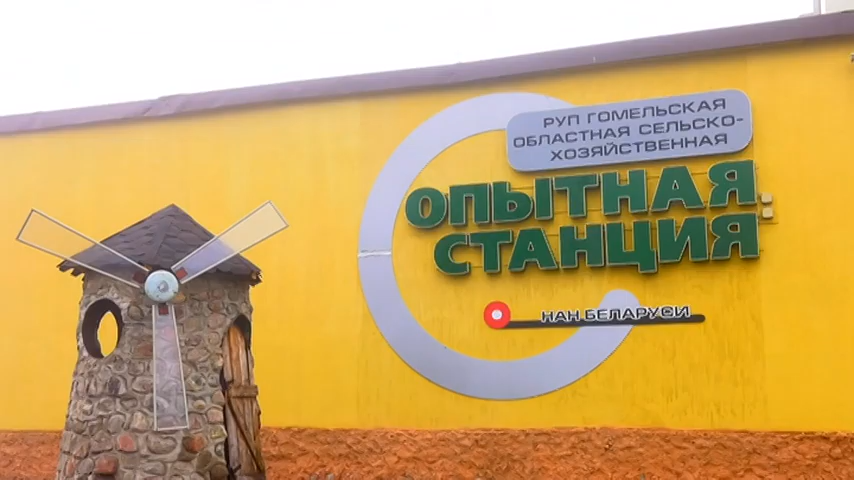 РУП ГОМЕЛЬСКАЯ
ОБЛАСТНАЯ СЕЛЬСКО-
ХОЗЯЙСТВЕННАЯ
ОПЫТНАЯ
СТАНЦИЯ
НАН БЕЛАРУСИ